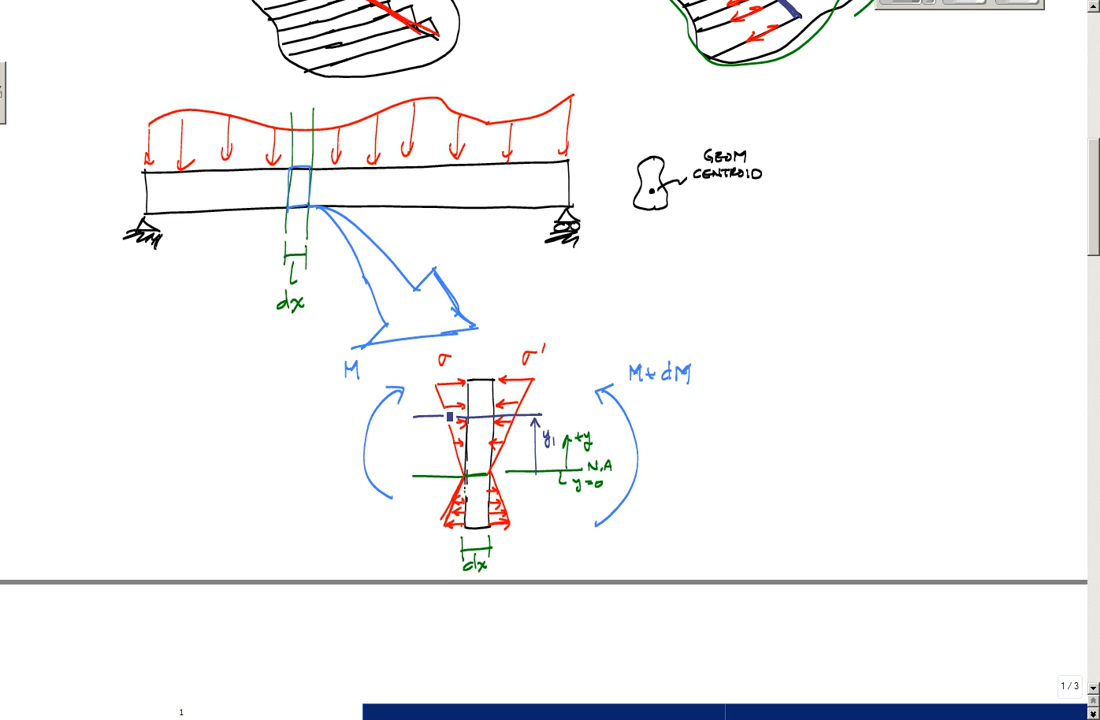 GEOM
CENTROID
dx
M
σ
σ'
M+dM
y₁
+y
N.A
y=0
dx
1 / 3
1